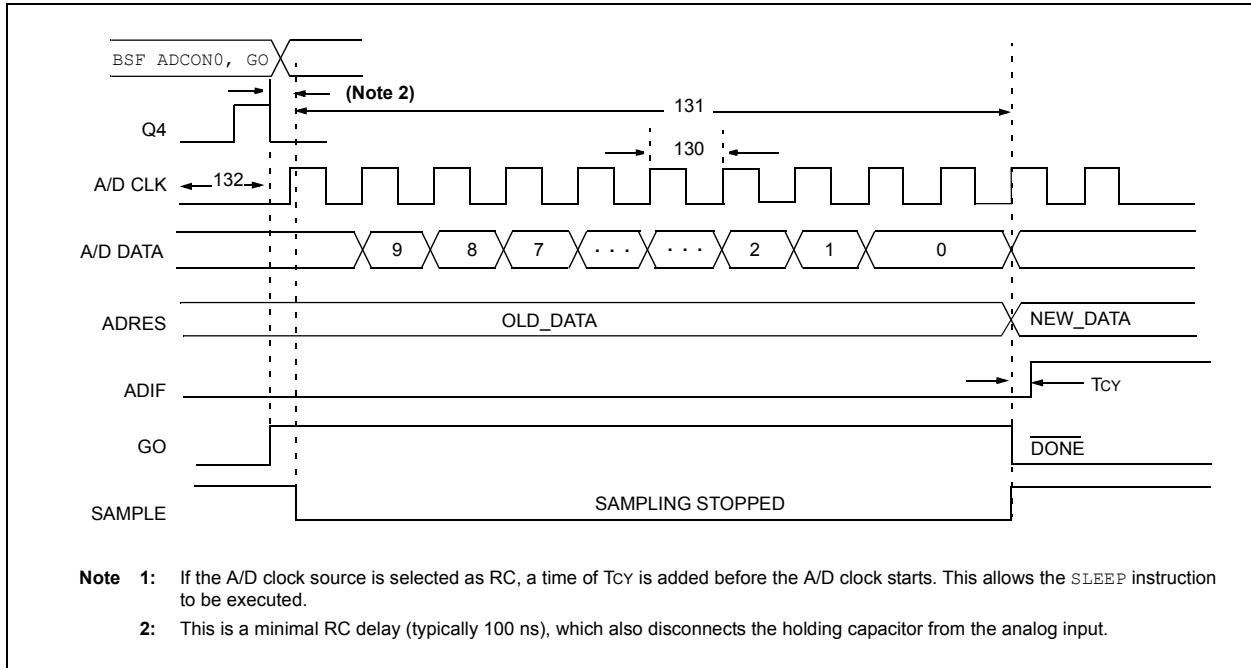 BSF ADCON0, GO
(Note 2)
131
Q4
130
A/D CLK
132
A/D DATA
9 8 7 . . . . . . 2 1 0
ADRES
OLD_DATA
NEW_DATA
ADIF
TCY
GO
DONE
SAMPLE
SAMPLING STOPPED
Note 1: If the A/D clock source is selected as RC, a time of TCY is added before the A/D clock starts. This allows the SLEEP instruction
to be executed.
2: This is a minimal RC delay (typically 100 ns), which also disconnects the holding capacitor from the analog input.